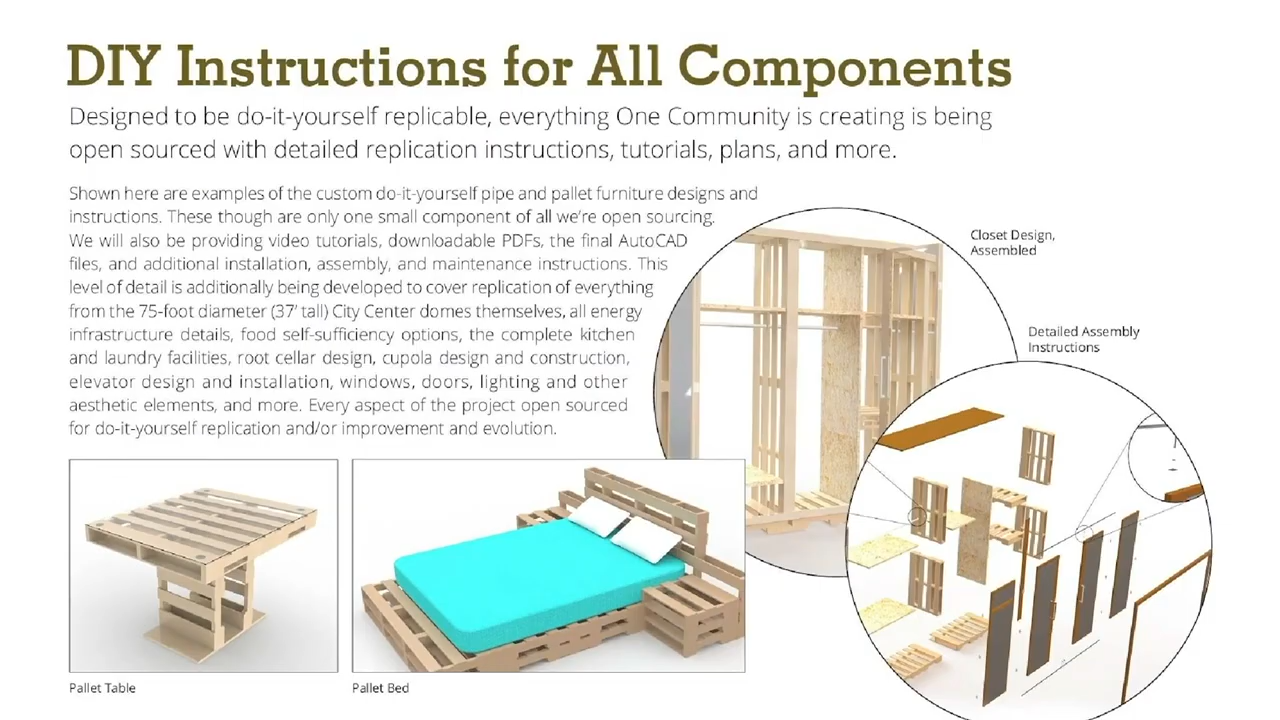 DIY Instructions for All Components
Designed to be do-it-yourself replicable, everything One Community is creating is being
open sourced with detailed replication instructions, tutorials, plans, and more.
Shown here are examples of the custom do-it-yourself pipe and pallet furniture designs and
instructions. These though are only one small component of all we're open sourcing.
We will also be providing video tutorials, downloadable PDFs, the final AutoCAD
files, and additional installation, assembly, and maintenance instructions. This
level of detail is additionally being developed to cover replication of everything
from the 75-foot diameter (37' tall) City Center domes themselves, all energy
infrastructure details, food self-sufficiency options, the complete kitchen
and laundry facilities, root cellar design, cupola design and construction,
elevator design and installation, windows, doors, lighting and other
aesthetic elements, and more. Every aspect of the project open sourced
for do-it-yourself replication and/or improvement and evolution.
Closet Design,
Assembled
Detailed Assembly
Instructions
Pallet Table
Pallet Bed